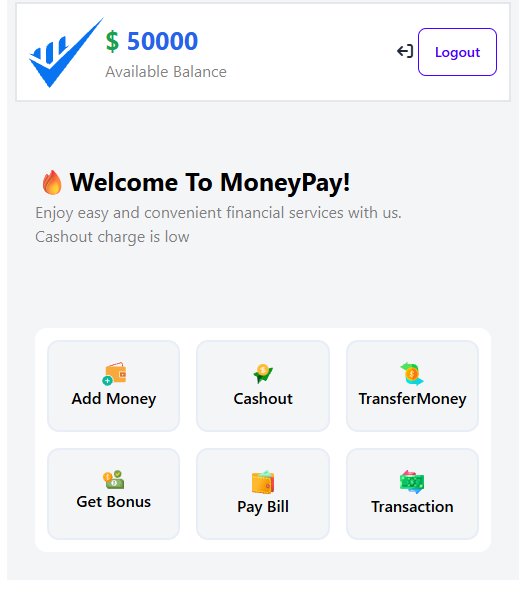 $ 50000
Available Balance
Logout
Welcome To MoneyPay!
Enjoy easy and convenient financial services with us.
Cashout charge is low
Add Money
Cashout
TransferMoney
Get Bonus
Pay Bill
Transaction